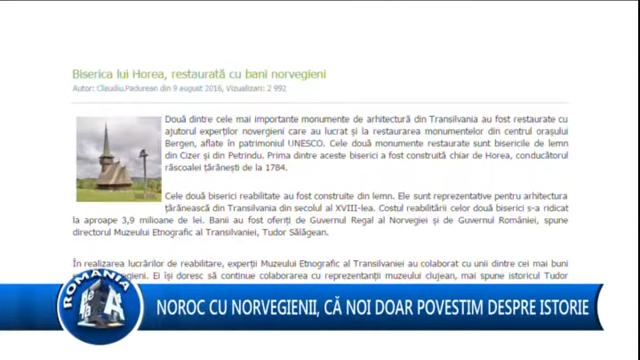 Biserica lui Horea, restaurată cu bani norvegieni
Autor: Claudiu.Padurean din 9 august 2016, Vizualizari: 2 992
Două dintre cele mai importante monumente de arhitectură din Transilvania au fost restaurate cu
ajutorul experților novergieni care au lucrat și la restaurarea monumentelor din centrul orașului
Bergen, aflate în patrimoniul UNESCO. Cele două monumente restaurate sunt bisericile de lemn
din Cizer și din Petrindu. Prima dintre aceste biserici a fost construită chiar de Horea, conducătorul
răscoalei țărănești de la 1784.
Cele două biserici reabilitate au fost construite din lemn. Ele sunt reprezentative pentru arhitectura
țărănească din Transilvania din secolul al XVIII-lea. Costul reabilitării celor două biserici s-a ridicat
la aproape 3,9 milioane de lei. Banii au fost oferiți de Guvernul Regal al Norvegiei și de Guvernul României, spune
directorul Muzeului Etnografic al Transilvaniei, Tudor Sălăgean.
În realizarea lucrărilor de reabilitare, experții Muzeului Etnografic al Transilvaniei au colaborat cu unii dintre cei mai buni
gieni. Ei își doresc să continue colaborarea cu reprezentanții muzeului clujean, mai spune istoricul Tudor
ROMANIA
NOROC CU NORVEGIENII, CĂ NOI DOAR POVESTIM DESPRE ISTORIE